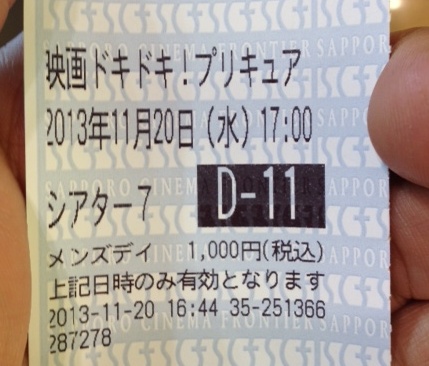 映画ドキドキ!プリキュア
2013年11月20日(水)17:00
シアター7 D-11
メンズデイ 1,000円(税込)
上記日時のみ有効となります
2013-11-20 16:44 35-251366
287278
SAPPORO CINEMA FRONTIER